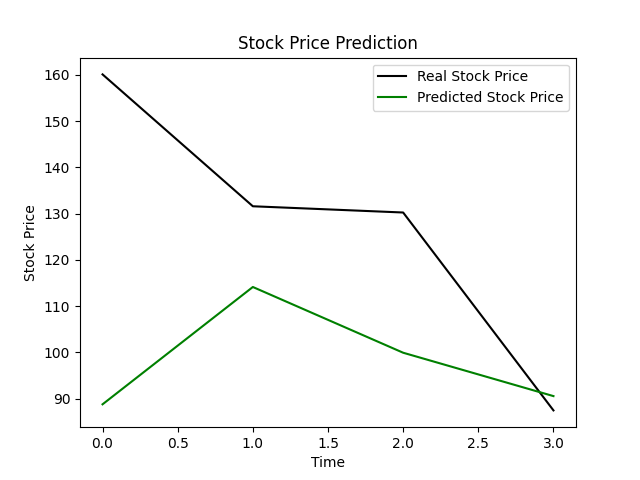 Stock Price Prediction
Real Stock Price
Predicted Stock Price
160
150
140
130
120
110
100
90
Stock Price
0.0 0.5 1.0 1.5 2.0 2.5 3.0
Time